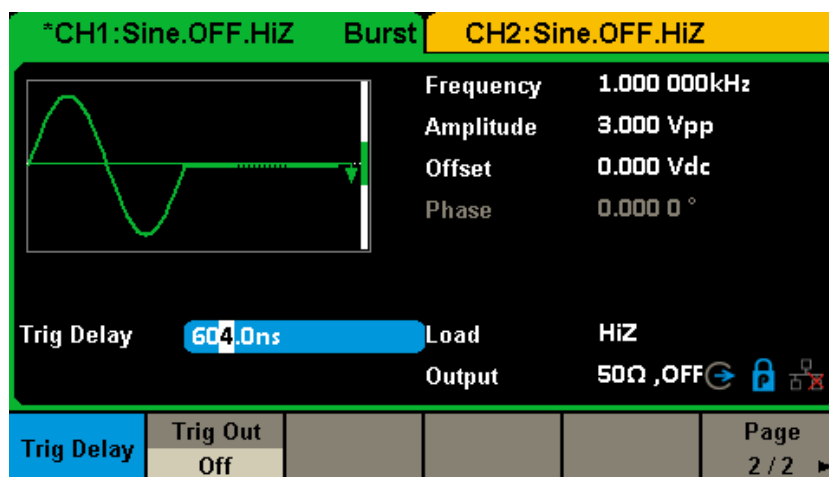 *CH1:Sine.OFF.HiZ Burst CH2:Sine.OFF.HiZ
Frequency 1.000 000kHz
Amplitude 3.000 Vpp
Offset 0.000 Vdc
Phase 0.000 0 °
Trig Delay 604.0ns Load HiZ
Output 50Ω ,OFF P
Trig Delay Trig Out Page
Off 2 / 2 ►